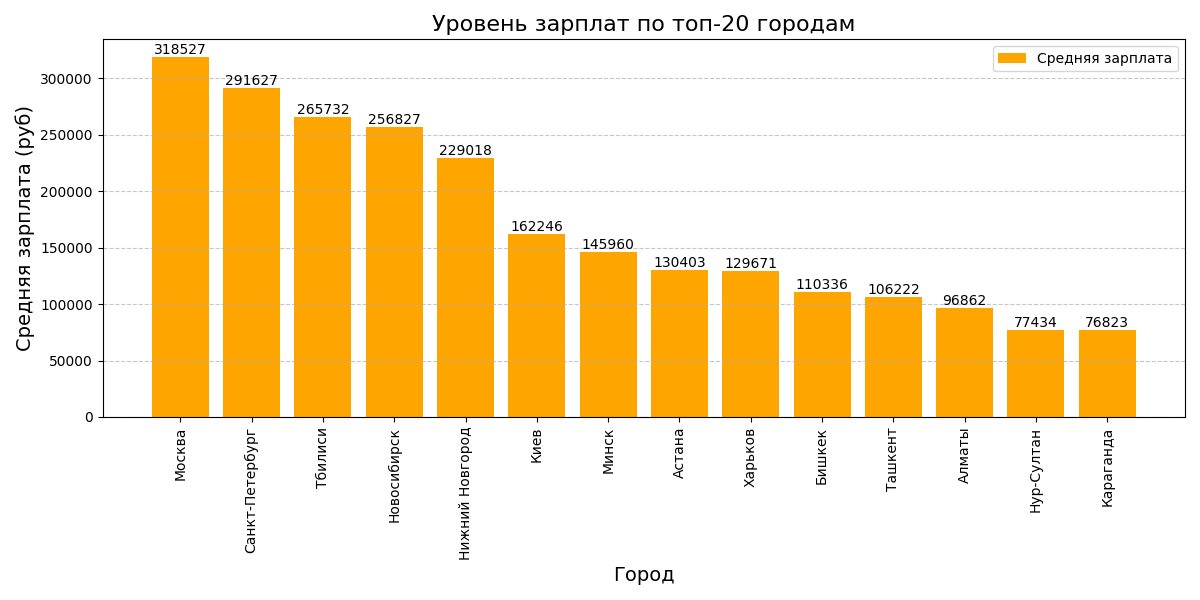 Уровень зарплат по топ-20 городам
Средняя зарплата
Средняя зарплата (руб)
300000
250000
200000
150000
100000
50000
0
318527
291627
265732
256827
229018
162246
145960
130403
129671
110336
106222
96862
77434
76823
Москва
Санкт-Петербург
Тбилиси
Новосибирск
Нижний Новгород
Киев
Минск
Астана
Харьков
Бишкек
Ташкент
Алматы
Нур-Султан
Караганда
Город